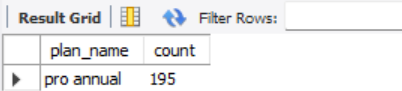 Result Grid Filter Rows:
plan_name count
pro annual 195